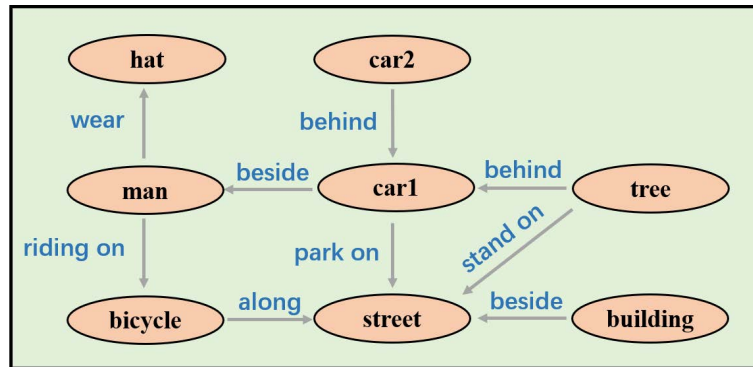 hat car2
wear behind
man beside car1 behind tree
riding on park on stand on
bicycle along street beside building